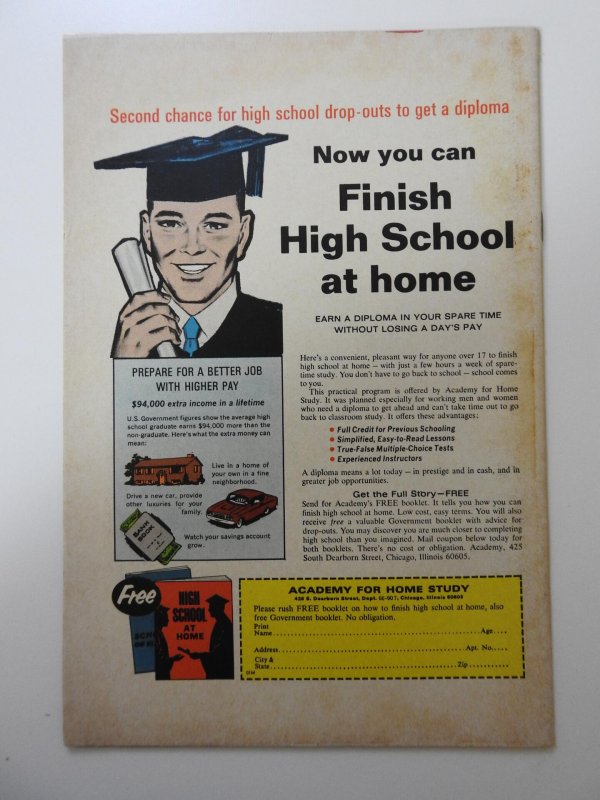 Second chance for high school drop-outs to get a diploma
Now you can
Finish
High School
at home
EARN A DIPLOMA IN YOUR SPARE TIME
WITHOUT LOSING A DAY'S PAY
Here's a convenient, pleasant way for anyone over 17 to finish
high school at home – with just a few hours a week of spare-
time study. You don't have to go back to school – school comes
to you.
This practical program is offered by Academy for Home
Study. It was planned especially for working men and women
who need a diploma to get ahead and can't take time out to go
back to classroom study. It offers these advantages;
• Full Credit for Previous Schooling
• Simplified, Easy-to-Read Lessons
• True-False Multiple-Choice Tests
• Experienced Instructors
A diploma means a lot today – in prestige and in cash, and in
greater job opportunities.
Get the Full Story—FREE
Send for Academy's FREE booklet. It tells you how you can
finish high school at home. Low cost, easy terms. You will also
receive free a valuable Government booklet with advice for
drop-outs. You may discover you are much closer to completing
high school than you imagined. Mail coupon below today for
both booklets. There's no cost or obligation. Academy, 425
South Dearborn Street, Chicago, Illinois 60605.
PREPARE FOR A BETTER JOB
WITH HIGHER PAY
$94,000 extra income in a lifetime
U.S. Government figures show the average high
school graduate earns $94,000 more than the
non-graduate. Here's what the extra money can
mean:
Live in a home of
your own in a fine
neighborhood.
Drive a new car, provide
other luxuries for your
family.
BANK
BOOK
Watch your savings account
grow.
Free
HIGH
SCHOOL
AT
HOME
ACADEMY FOR HOME STUDY
425 S. Dearborn Street, Dept. Chicago, Illinois 60605
Please rush FREE booklet on how to finish high school at home, also
free Government booklet. No obligation.
Print
Name Age
Address Apt. No.
City &
State Zip